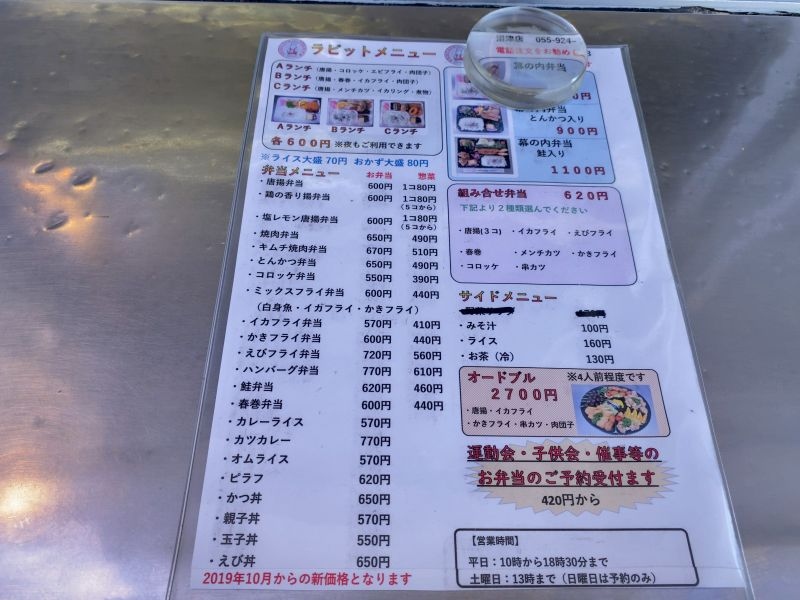 ラビットメニュー
Aランチ（唐揚・コロッケ・エビフライ・肉団子）
Bランチ（唐揚・春巻・イカフライ・肉団子）
Cランチ（唐揚・メンチカツ・イカリング・煮物）
Aランチ Bランチ Cランチ
各600円 ※夜もご利用できます
※ライス大盛 70円 おかず大盛 80円
弁当メニュー お弁当 惣菜
・唐揚弁当 600円 1コ80円
・鶏の香り揚弁当 600円 1コ80円
（5コから）
・塩レモン唐揚弁当 600円 1コ80円
（5コから）
・焼肉弁当 650円 490円
・キムチ焼肉弁当 670円 510円
・とんかつ弁当 650円 490円
・コロッケ弁当 550円 390円
・ミックスフライ弁当 600円 440円
（白身魚・イカフライ・かきフライ）
・イカフライ弁当 570円 410円
・かきフライ弁当 600円 440円
・えびフライ弁当 720円 560円
・ハンバーグ弁当 770円 610円
・鮭弁当 620円 460円
・春巻弁当 600円 440円
・カレーライス 570円
・カツカレー 770円
・オムライス 570円
・ピラフ 620円
・かつ丼 650円
・親子丼 570円
・玉子丼 550円
・えび丼 650円
2019年10月からの新価格となります
沼津店 055-924-
電話注文をお勧め
幕の内弁当
0円
弁当
とんかつ入り
900円
幕の内弁当
鮭入り
1100円
組み合せ弁当 620円
下記より2種類選んでください
・唐揚(3コ) ・イカフライ ・えびフライ
・春巻 ・メンチカツ ・かきフライ
・コロッケ ・串カツ
サイドメニュー
・みそ汁 100円
・ライス 160円
・お茶（冷） 130円
オードブル ※4人前程度です
2700円
・唐揚・イカフライ
・かきフライ・串カツ・肉団子
運動会・子供会・催事等の
お弁当のご予約受付ます
420円から
【営業時間】
平日：10時から18時30分まで
土曜日：13時まで（日曜日は予約のみ）